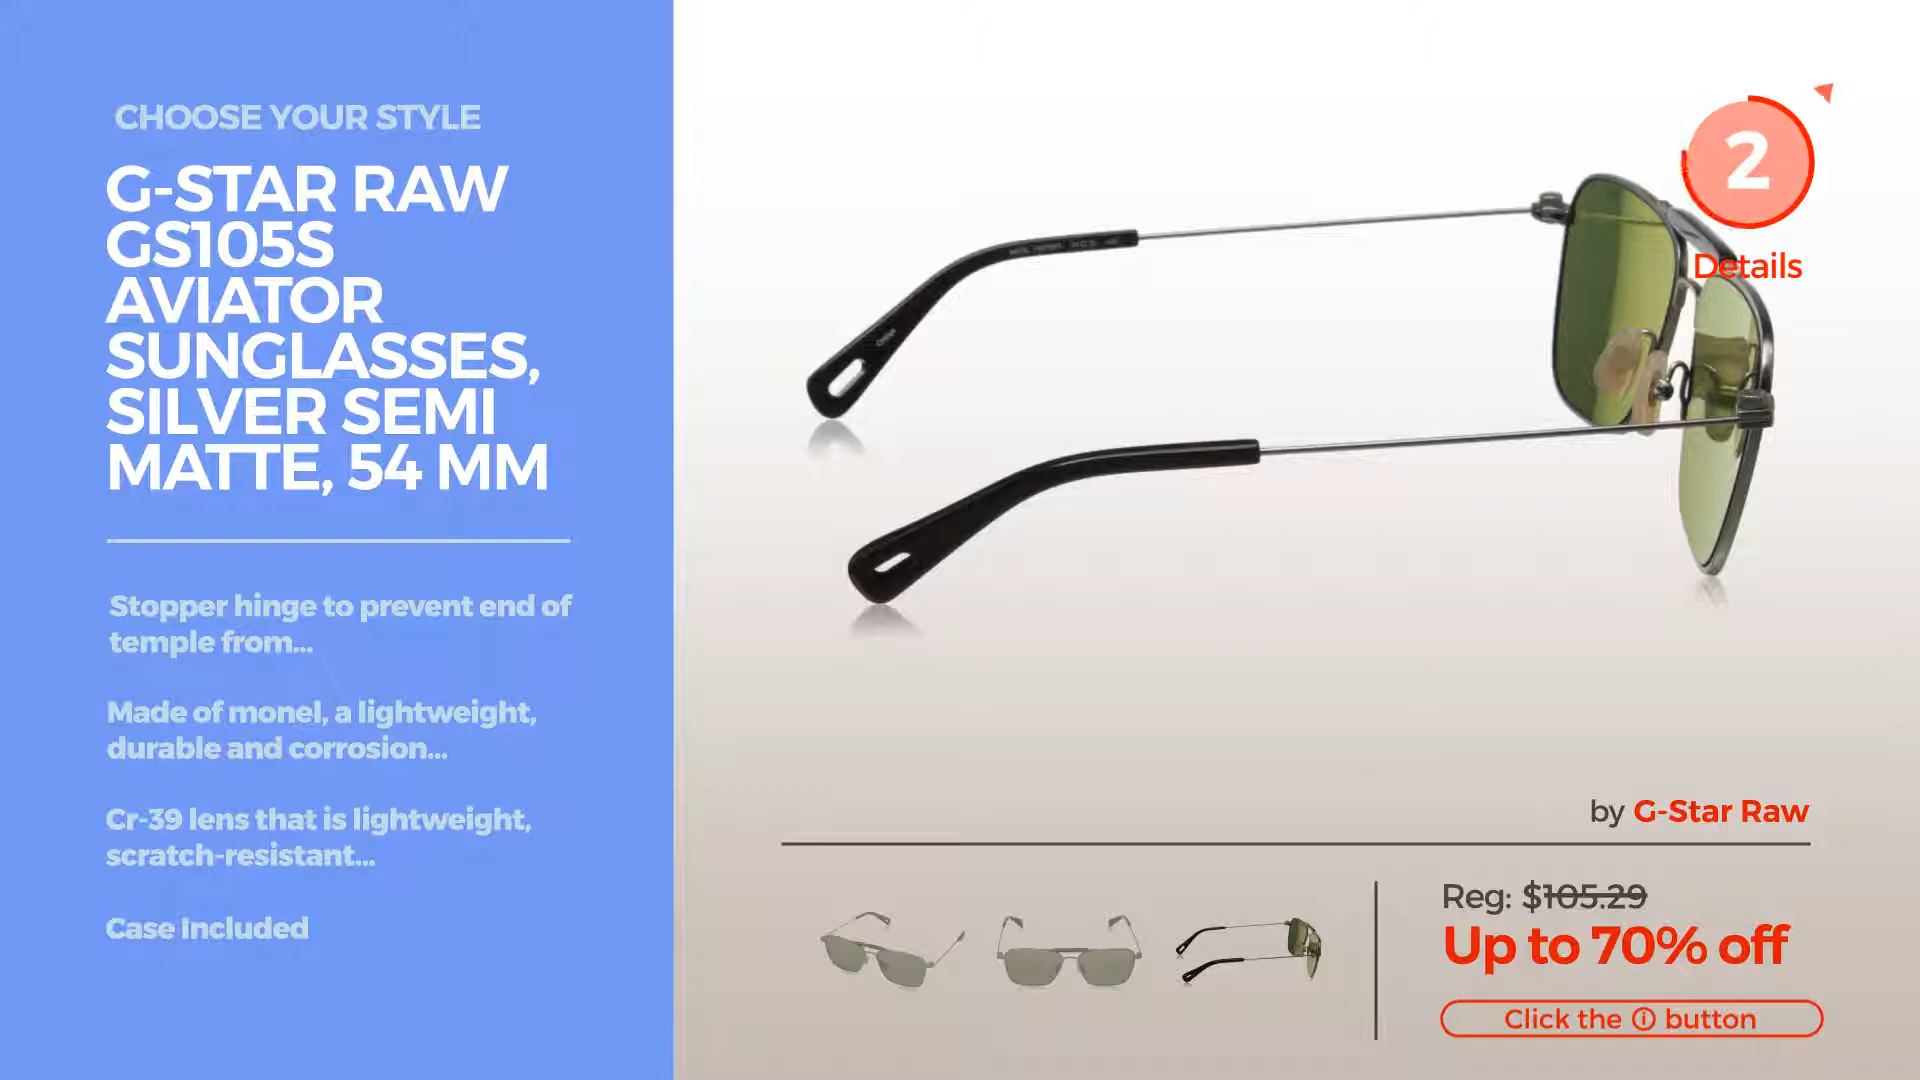 CHOOSE YOUR STYLE
G-STAR RAW
GS105S
AVIATOR
SUNGLASSES,
SILVER SEMI
MATTE, 54 MM
Stopper hinge to prevent end of
temple from...
Made of monel, a lightweight,
durable and corrosion...
Cr-39 lens that is lightweight,
scratch-resistant...
Case Included
2
Details
by G-Star Raw
Reg: $105.29
Up to 70% off
Click the ⓘ button